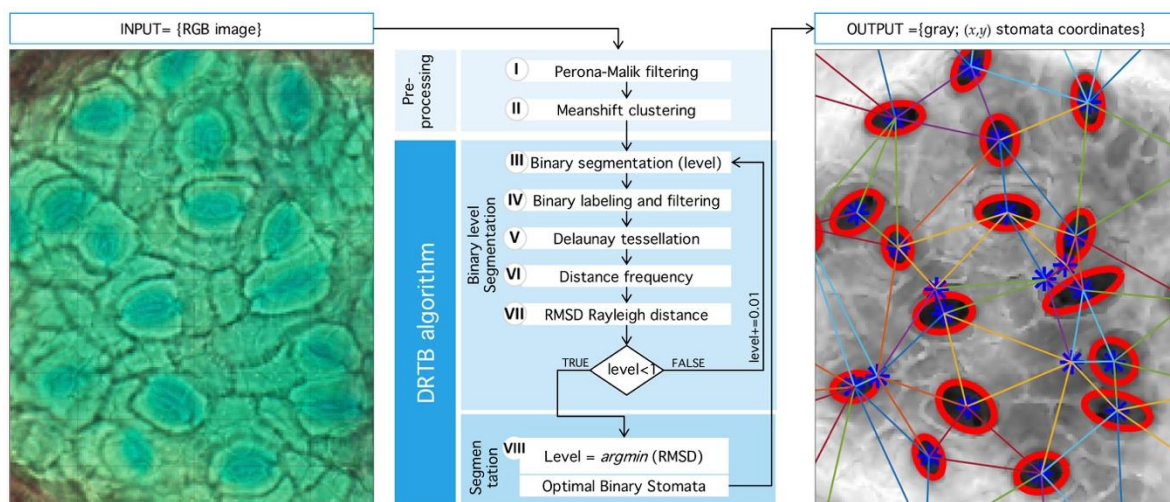 INPUT= {RGB image}
OUTPUT ={gray; (x,y) stomata coordinates}
Pre-
processing
I Perona-Malik filtering
II Meanshift clustering
DRTB algorithm
Binary level
Segmentation
III Binary segmentation (level)
IV Binary labeling and filtering
V Delaunay tessellation
VI Distance frequency
VII RMSD Rayleigh distance
TRUE
level<1
FALSE
level+=0.01
Segmen
tation
VIII
Level = argmin (RMSD)
Optimal Binary Stomata